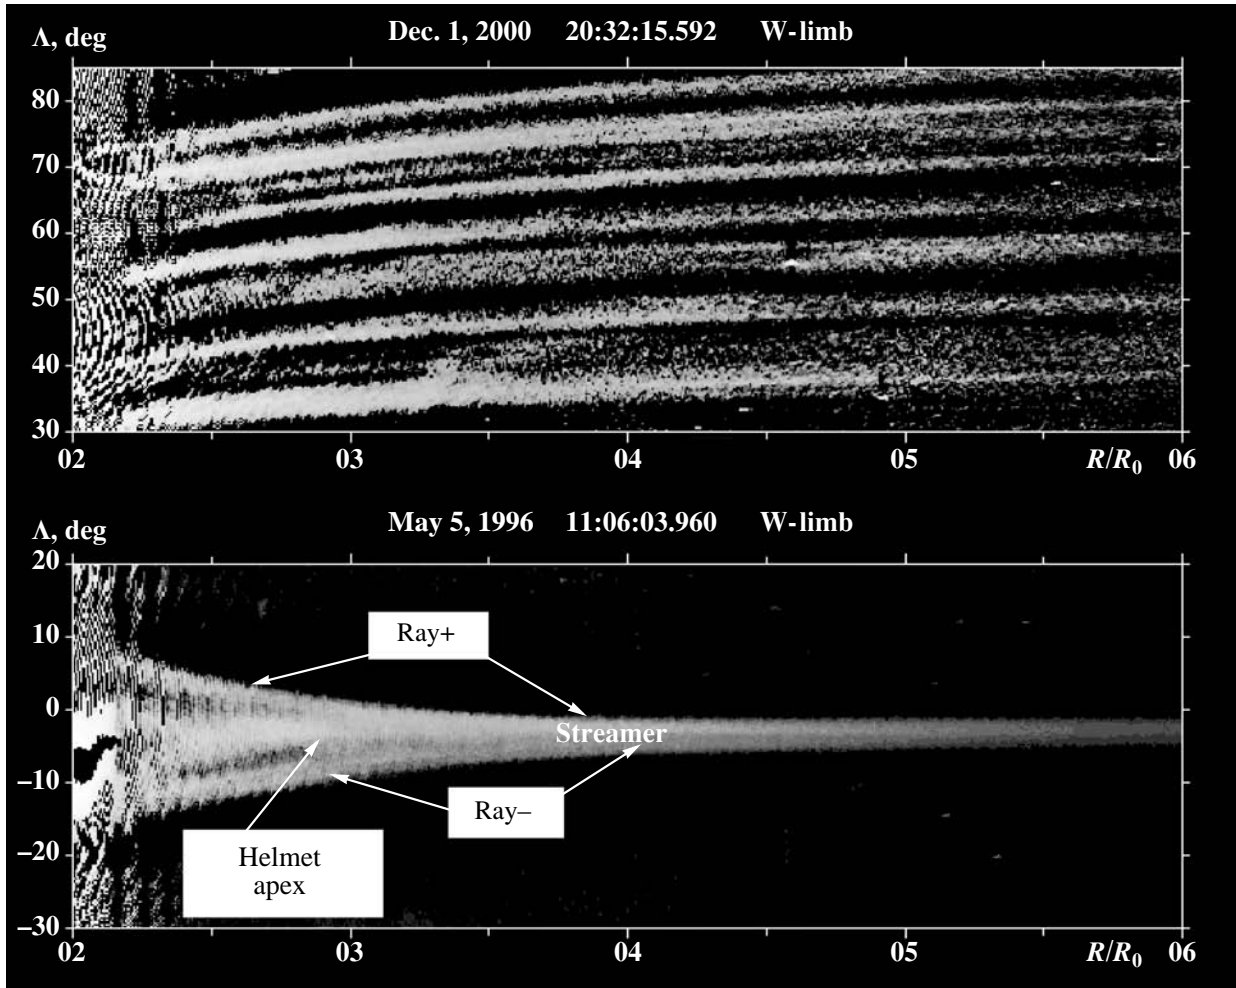 Λ, deg
Dec. 1, 2000 20:32:15.592 W-limb
80
70
60
50
40
30
02 03 04 05 R/R0 06
Λ, deg
May 5, 1996 11:06:03.960 W-limb
20
10
0
–10
–20
–30
Ray+
Streamer
Ray–
Helmet
apex
02 03 04 05 R/R0 06